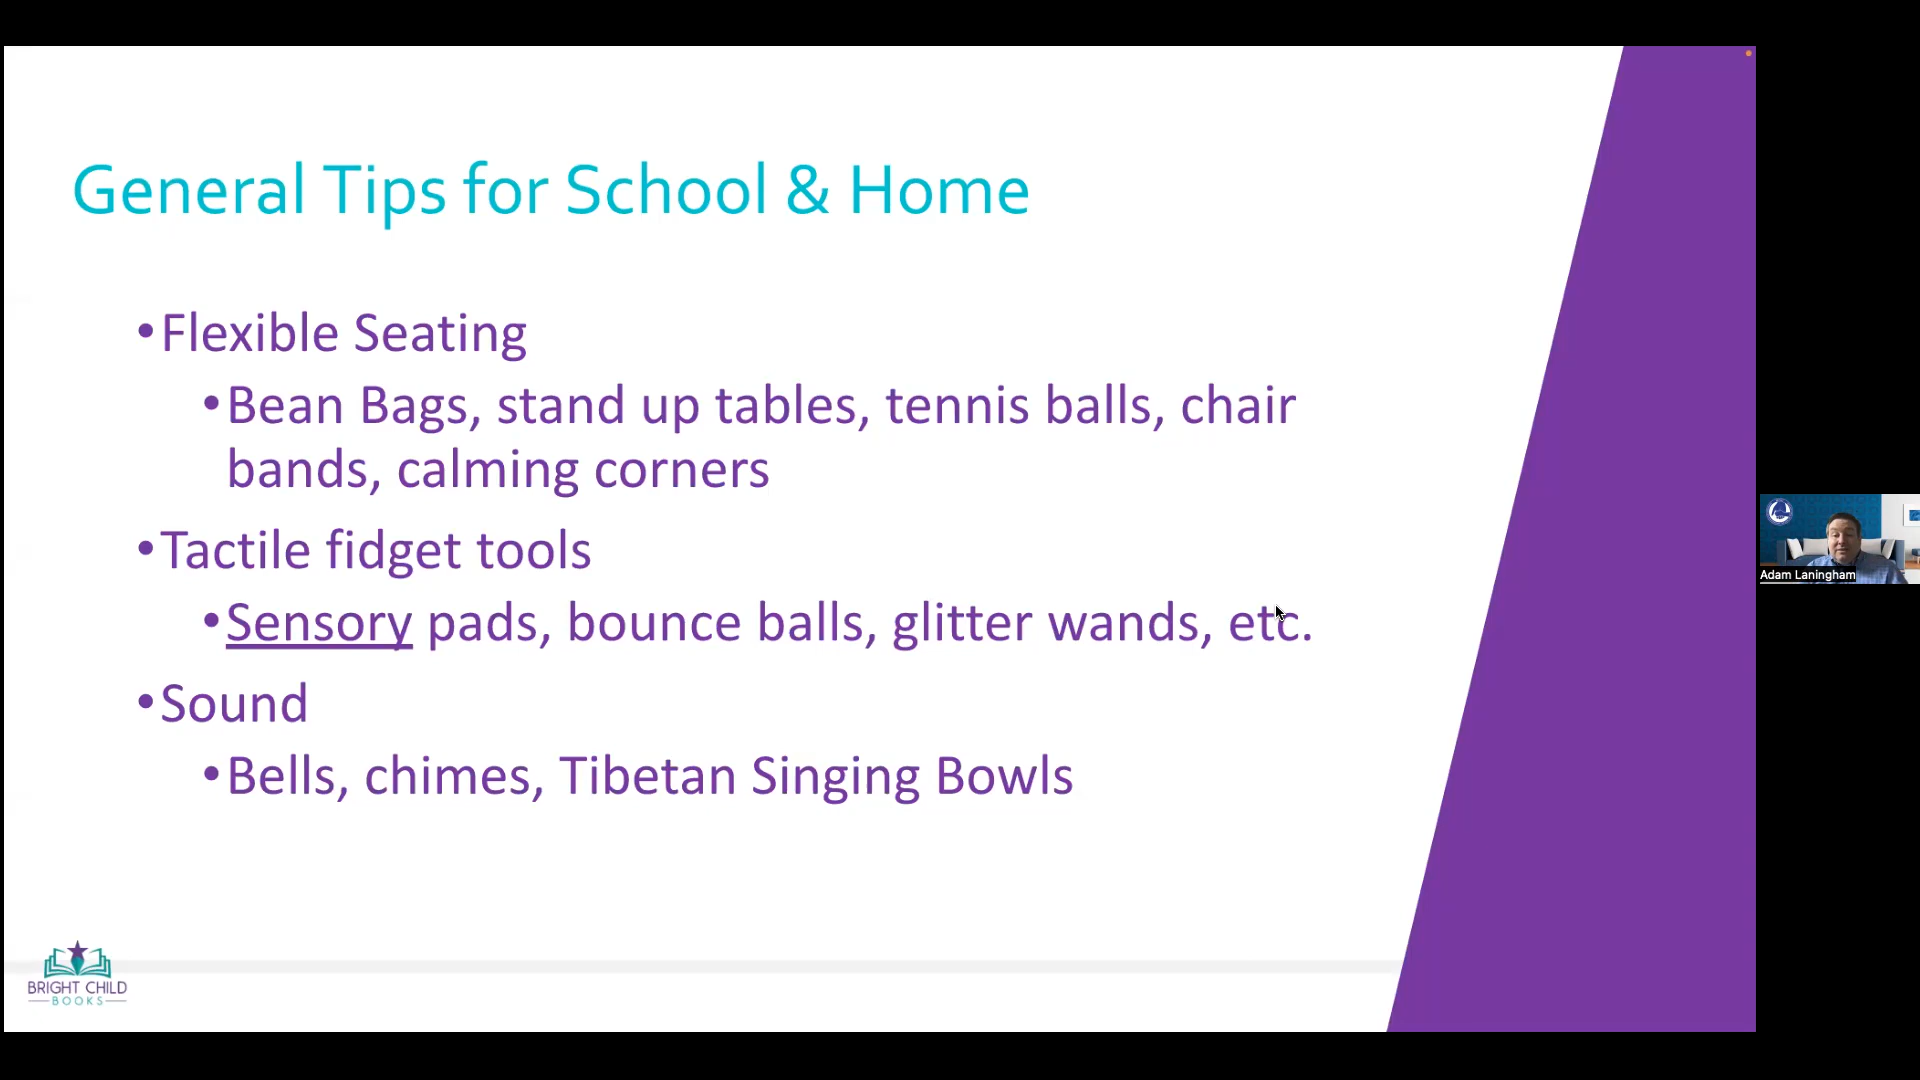 General Tips for School & Home
•Flexible Seating
•Bean Bags, stand up tables, tennis balls, chair
bands, calming corners
•Tactile fidget tools
•Sensory pads, bounce balls, glitter wands, etc.
•Sound
•Bells, chimes, Tibetan Singing Bowls
BRIGHT CHILD
BOOKS
Adam Laningham